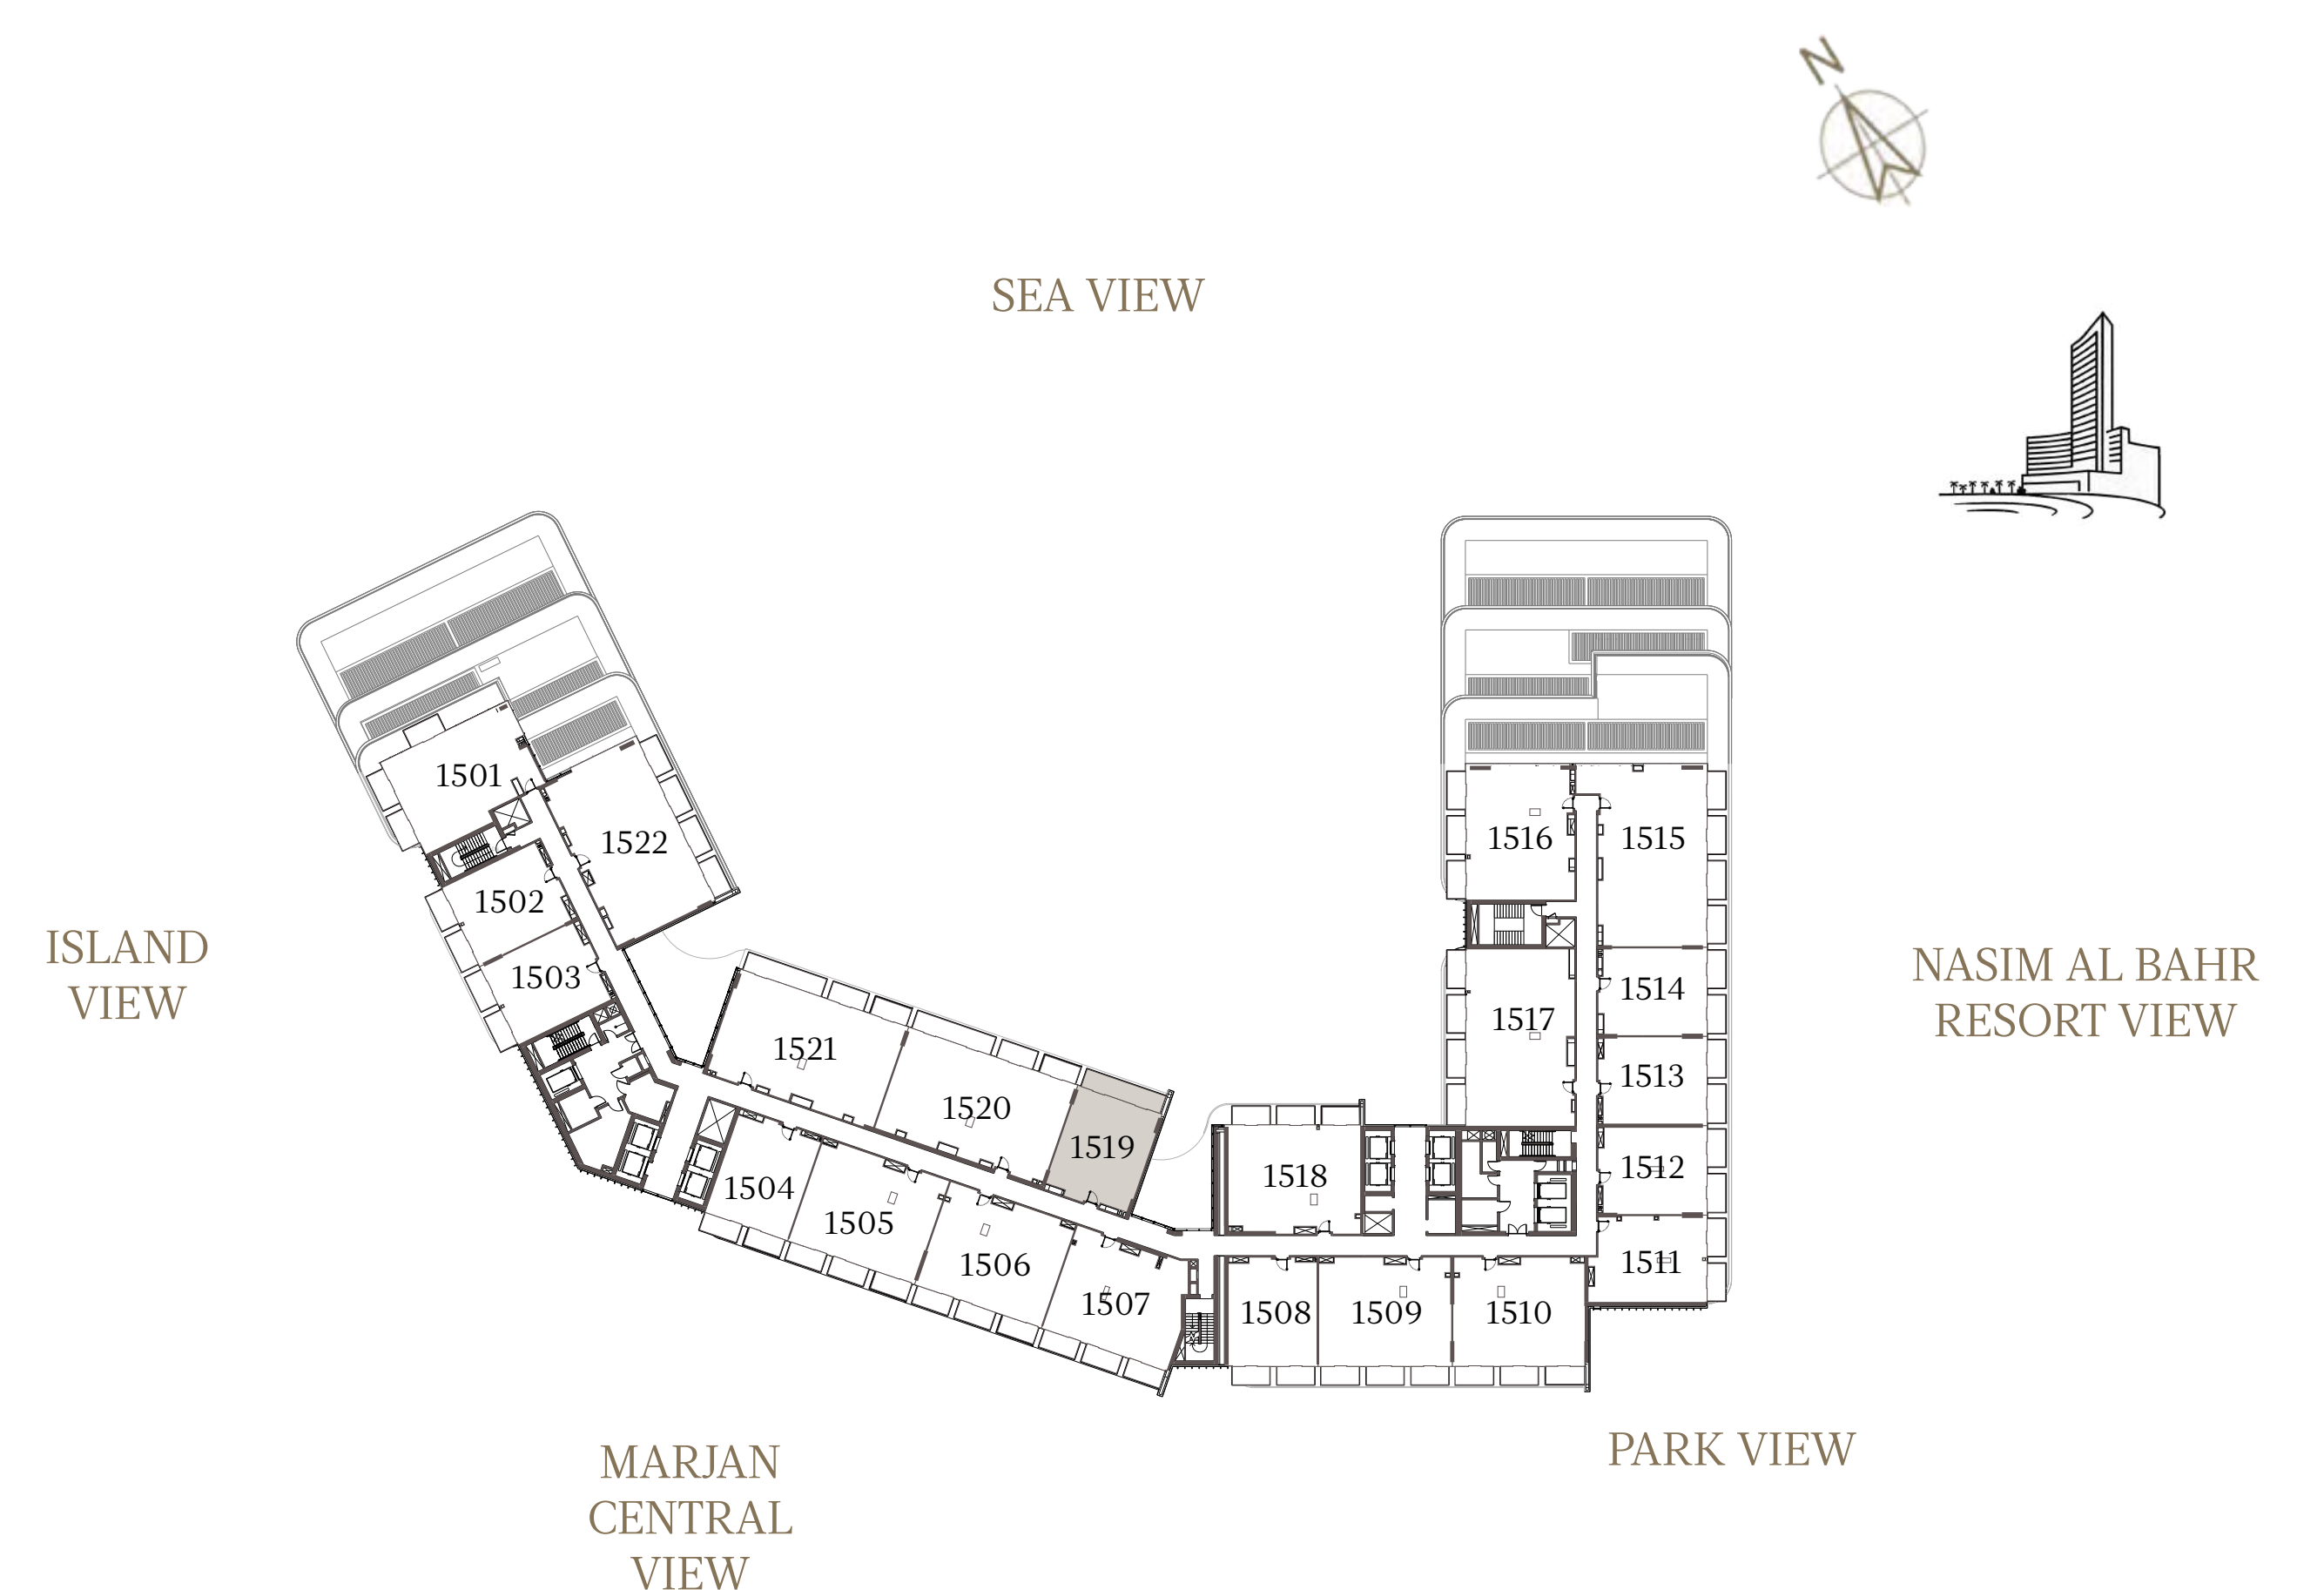 N
SEA VIEW
1501
1522
1502
1503
1516
1515
1514
1517
1513
1512
1511
ISLAND
VIEW
NASIM AL BAHR
RESORT VIEW
1521
1520
1519
1518
1504
1505
1506
1507
1508
1509
1510
PARK VIEW
MARJAN
CENTRAL
VIEW